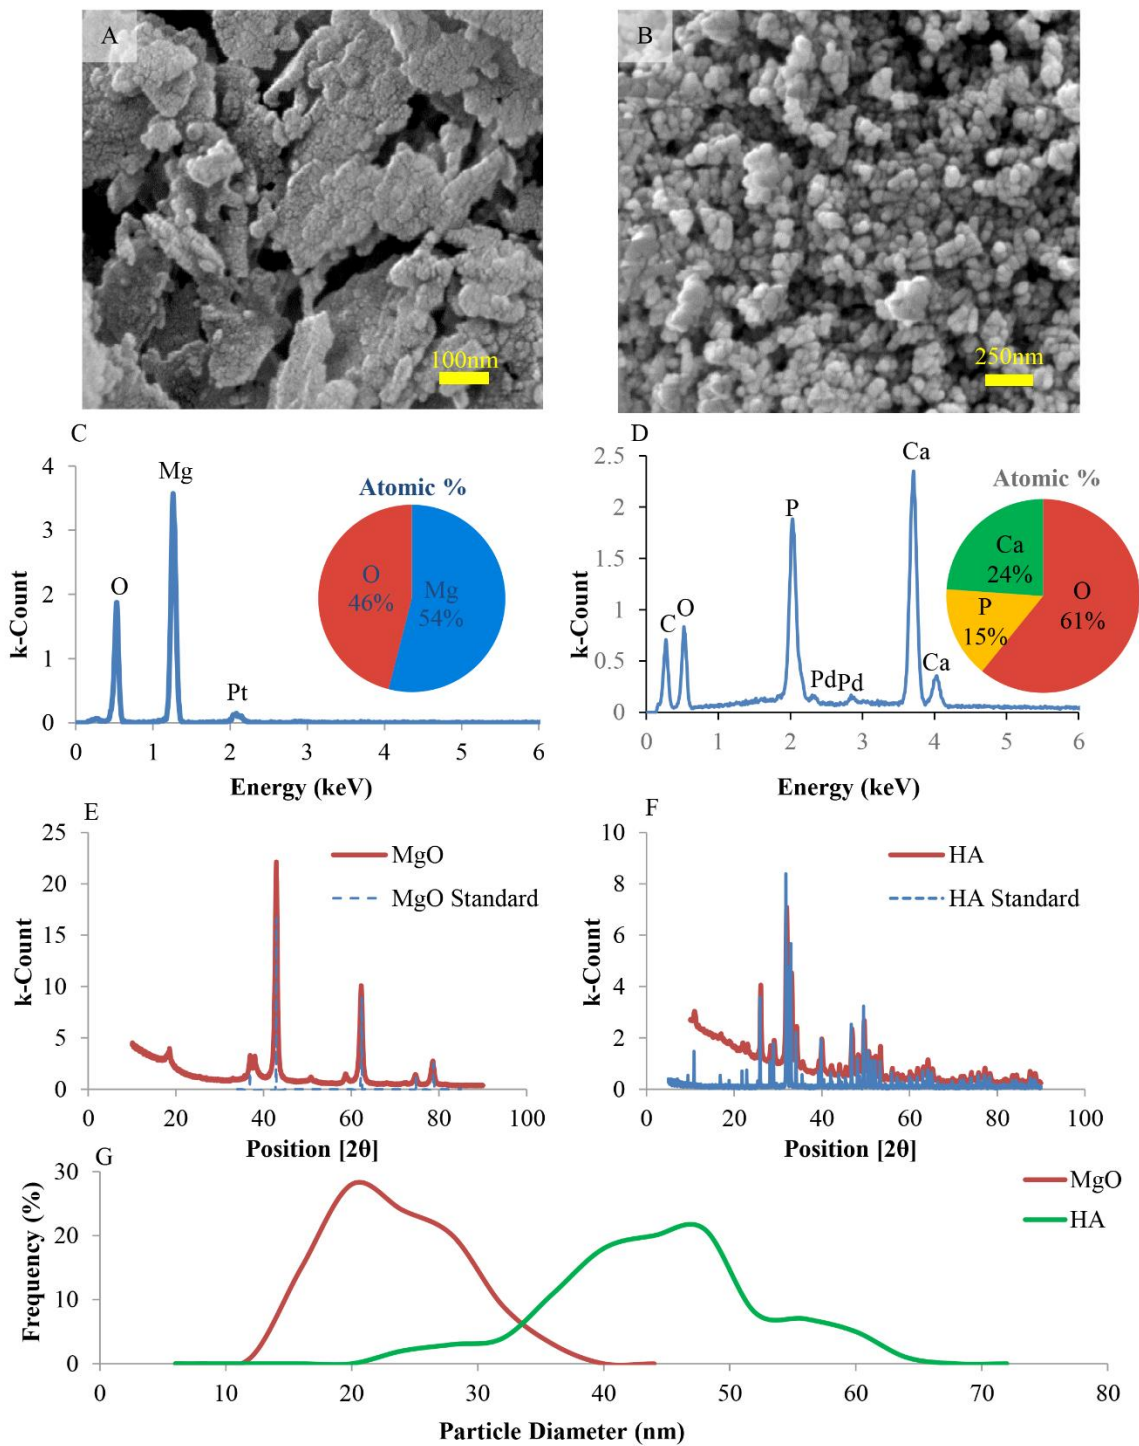 A
B
100nm
250nm
C
D
Mg
O
Pt
Atomic %
O
46%
Mg
54%
4
3
2
1
0
0 1 2 3 4 5 6
k-Count
Energy (keV)
Ca
P
C
O
Pd
Pd
Ca
Atomic %
Ca
24%
P
15%
O
61%
2.5
2
1.5
1
0.5
0
0 1 2 3 4 5 6
k-Count
Energy (keV)
E
25
20
15
10
5
0
0 20 40 60 80 100
MgO
MgO Standard
k-Count
Position [2θ]
F
10
8
6
4
2
0
0 20 40 60 80 100
HA
HA Standard
k-Count
Position [2θ]
G
30
20
10
0
0 10 20 30 40 50 60 70 80
MgO
HA
Frequency (%)
Particle Diameter (nm)